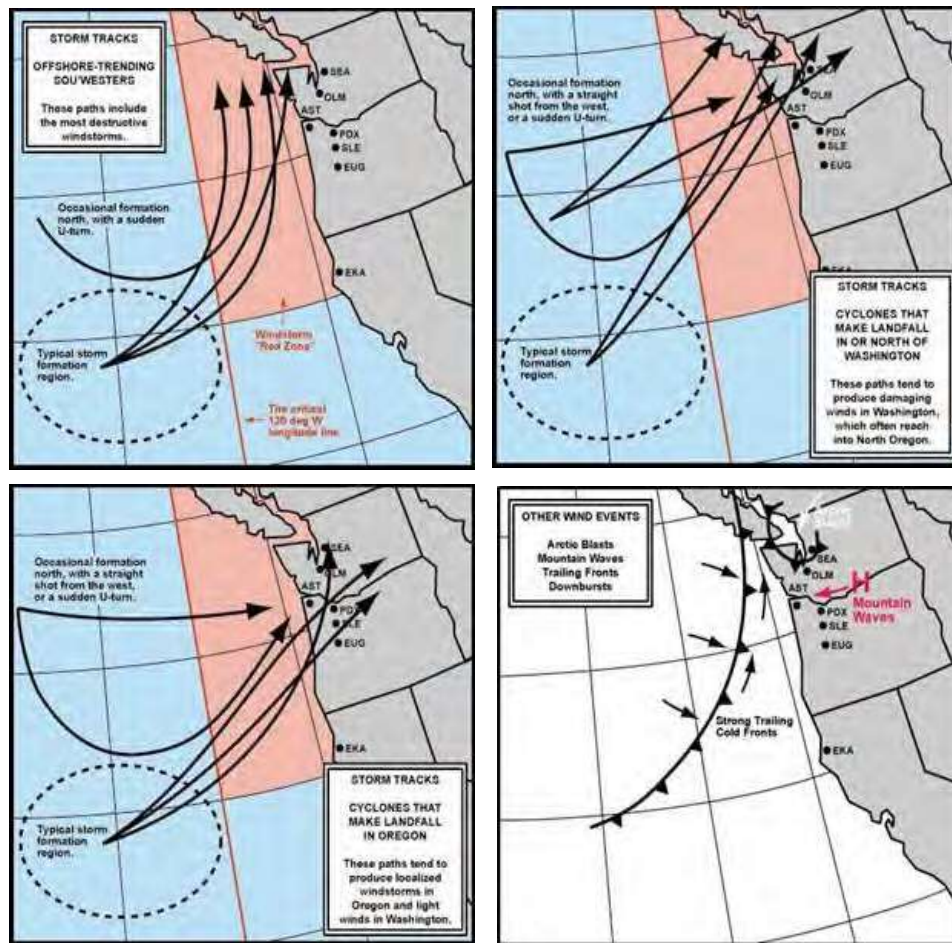 STORM TRACKS
OFFSHORE-TRENDING
SOU'WESTERS
These paths include
the most destructive
windstorms.
SEA
OLM
AST
PDX
SLE
EUG
Occasional formation
north, with a sudden
U-turn.
EKA
Windstorm
"Red Zone"
Typical storm
formation
region.
The critical
longitude line
Occasional formation
north, with a straight
shot from the west,
or a sudden U-turn.
OLM
AST
PDX
SLE
EUG
EKA
Typical storm
formation
region.
STORM TRACKS
CYCLONES THAT
MAKE LANDFALL
IN OR NORTH OF
WASHINGTON
These paths tend to
produce damaging
winds in Washington,
which often reach
into North Oregon.
Occasional formation
north, with a straight
shot from the west,
or a sudden U-turn.
SEA
OLM
AST
PDX
SLE
EUG
EKA
Typical storm
formation
region.
STORM TRACKS
CYCLONES THAT
MAKE LANDFALL
IN OREGON
These paths tend to
produce localized
windstorms in
Oregon and light
winds in Washington.
OTHER WIND EVENTS
Arctic Blasts
Mountain Waves
Trailing Fronts
Downbursts
SEA
OLM
AST
H
Mountain
Waves
PDX
SLE
EUG
Strong Trailing
Cold Fronts
EKA